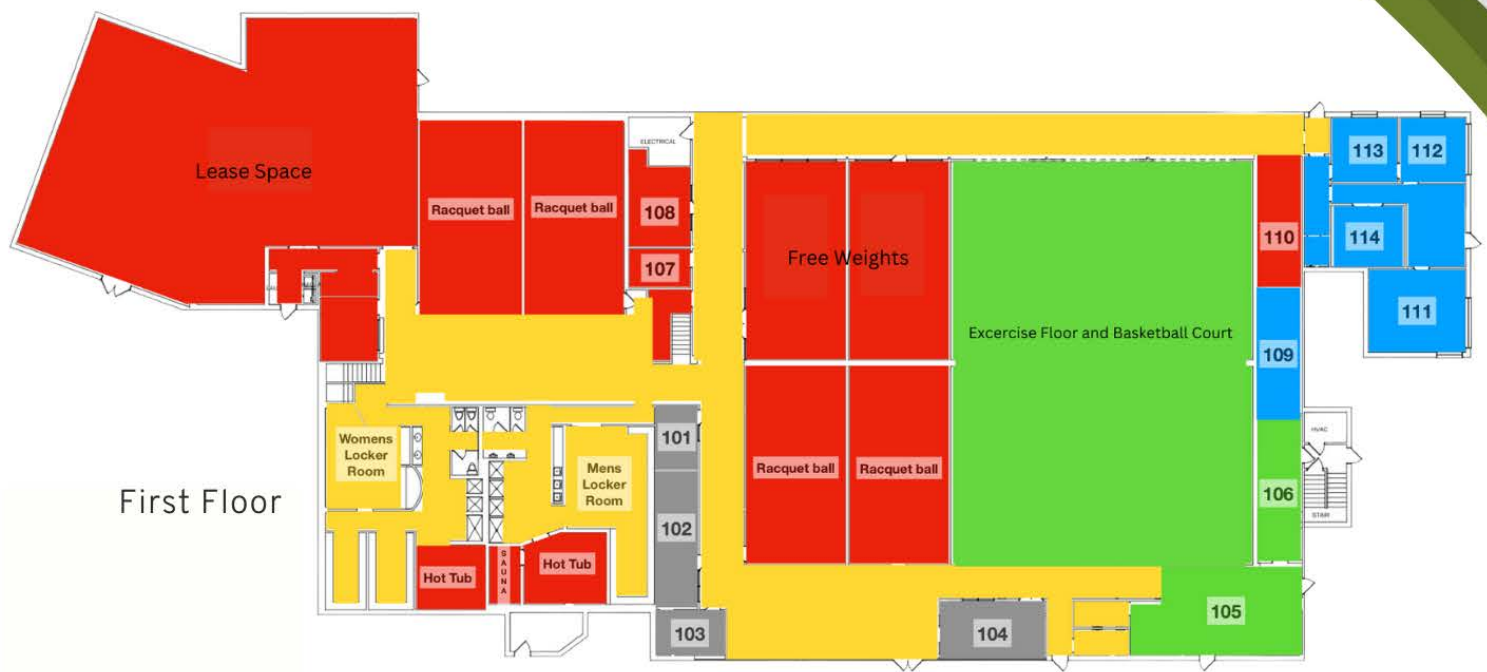 ELECTRICAL
Lease Space
Racquet ball
Racquet ball
108
107
Free Weights
Excercise Floor and Basketball Court
113
112
110
114
111
109
HVAC
106
STAIR
Womens
Locker
Room
Mens
Locker
Room
101
102
Racquet ball
Racquet ball
First Floor
Hot Tub
SAUNA
Hot Tub
103
104
105